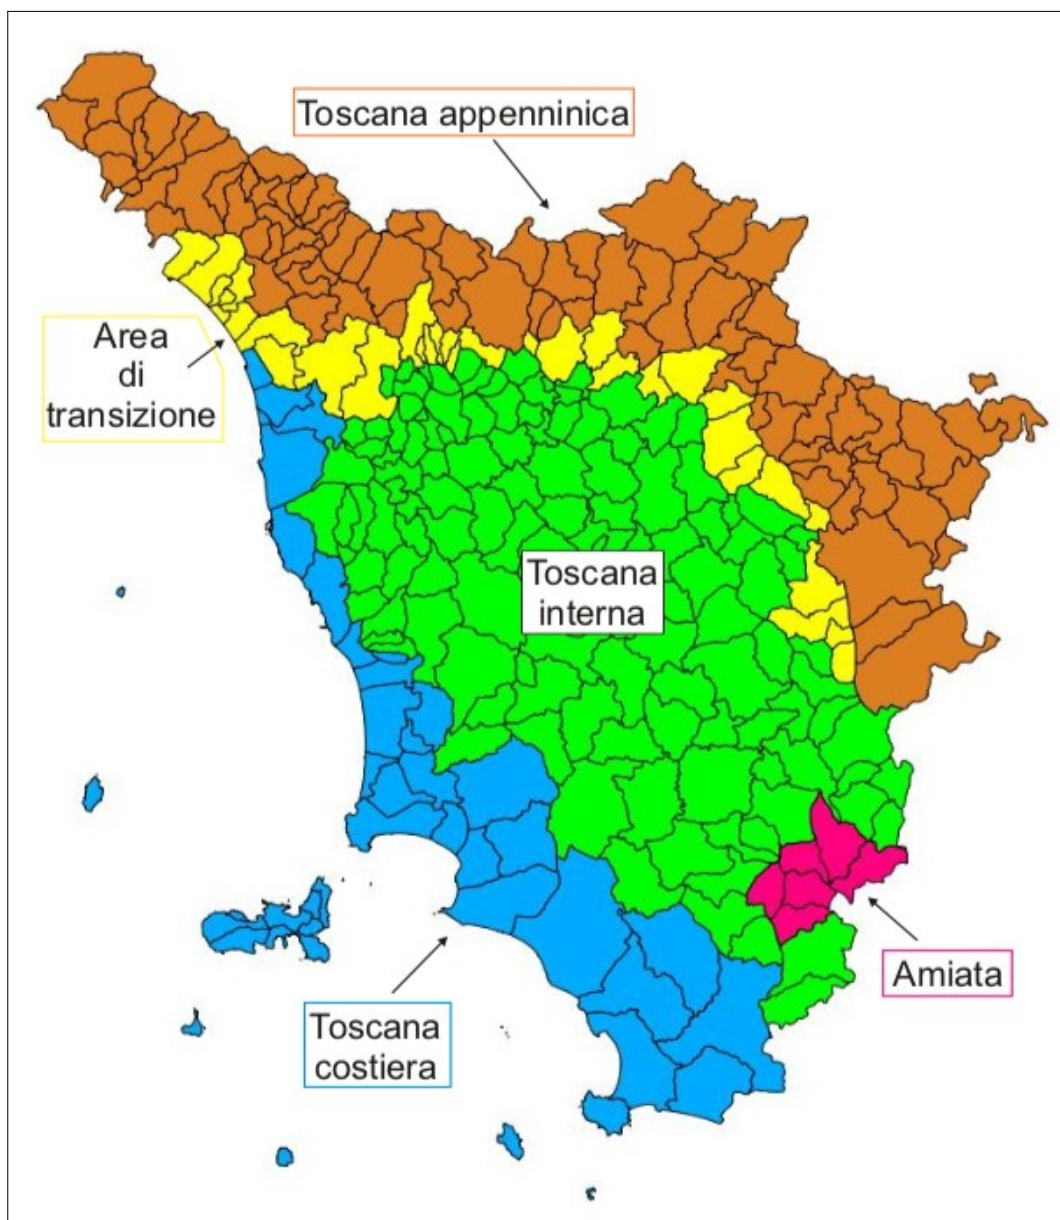 Toscana appenninica
Area
di
transizione
Toscana
interna
Amiata
Toscana
costiera